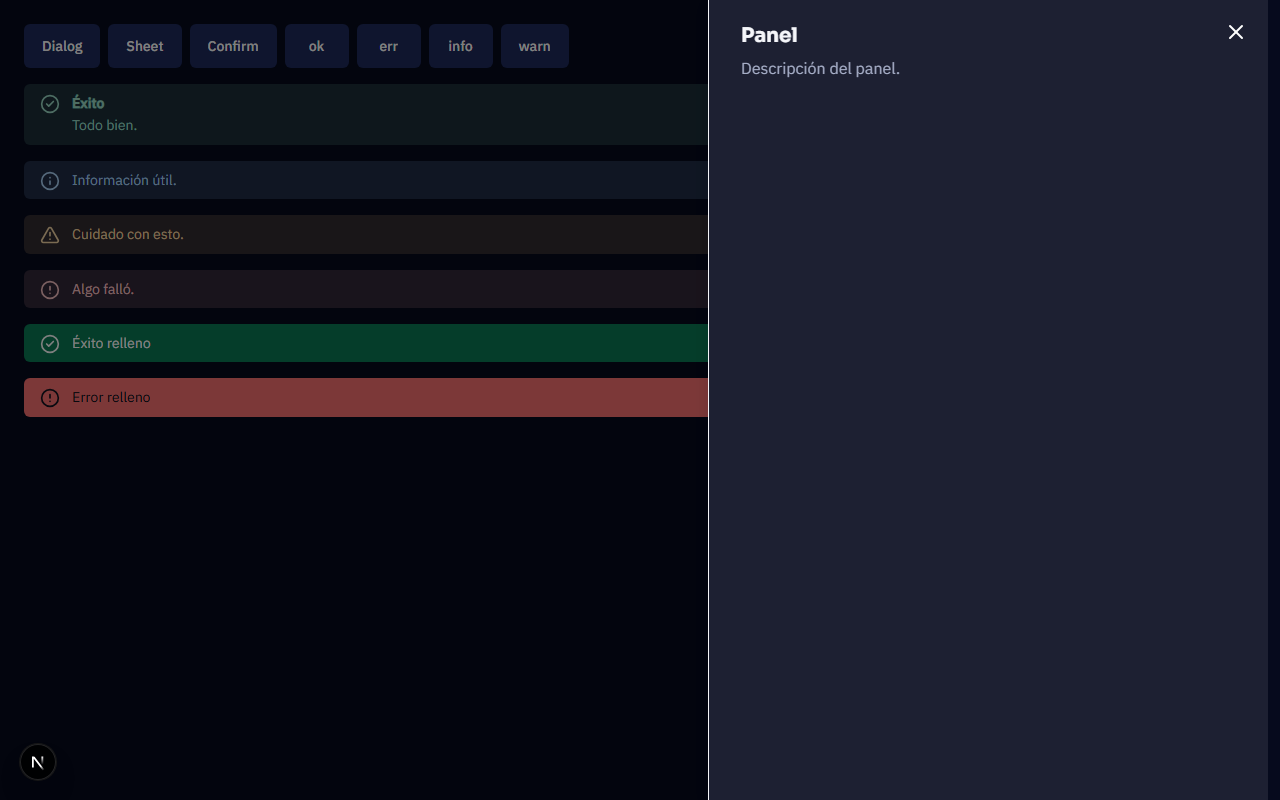 Dialog Sheet Confirm ok err info warn
Éxito
Todo bien.
Información útil.
Cuidado con esto.
Algo falló.
Éxito relleno
Error relleno
Panel
Descripción del panel.
N